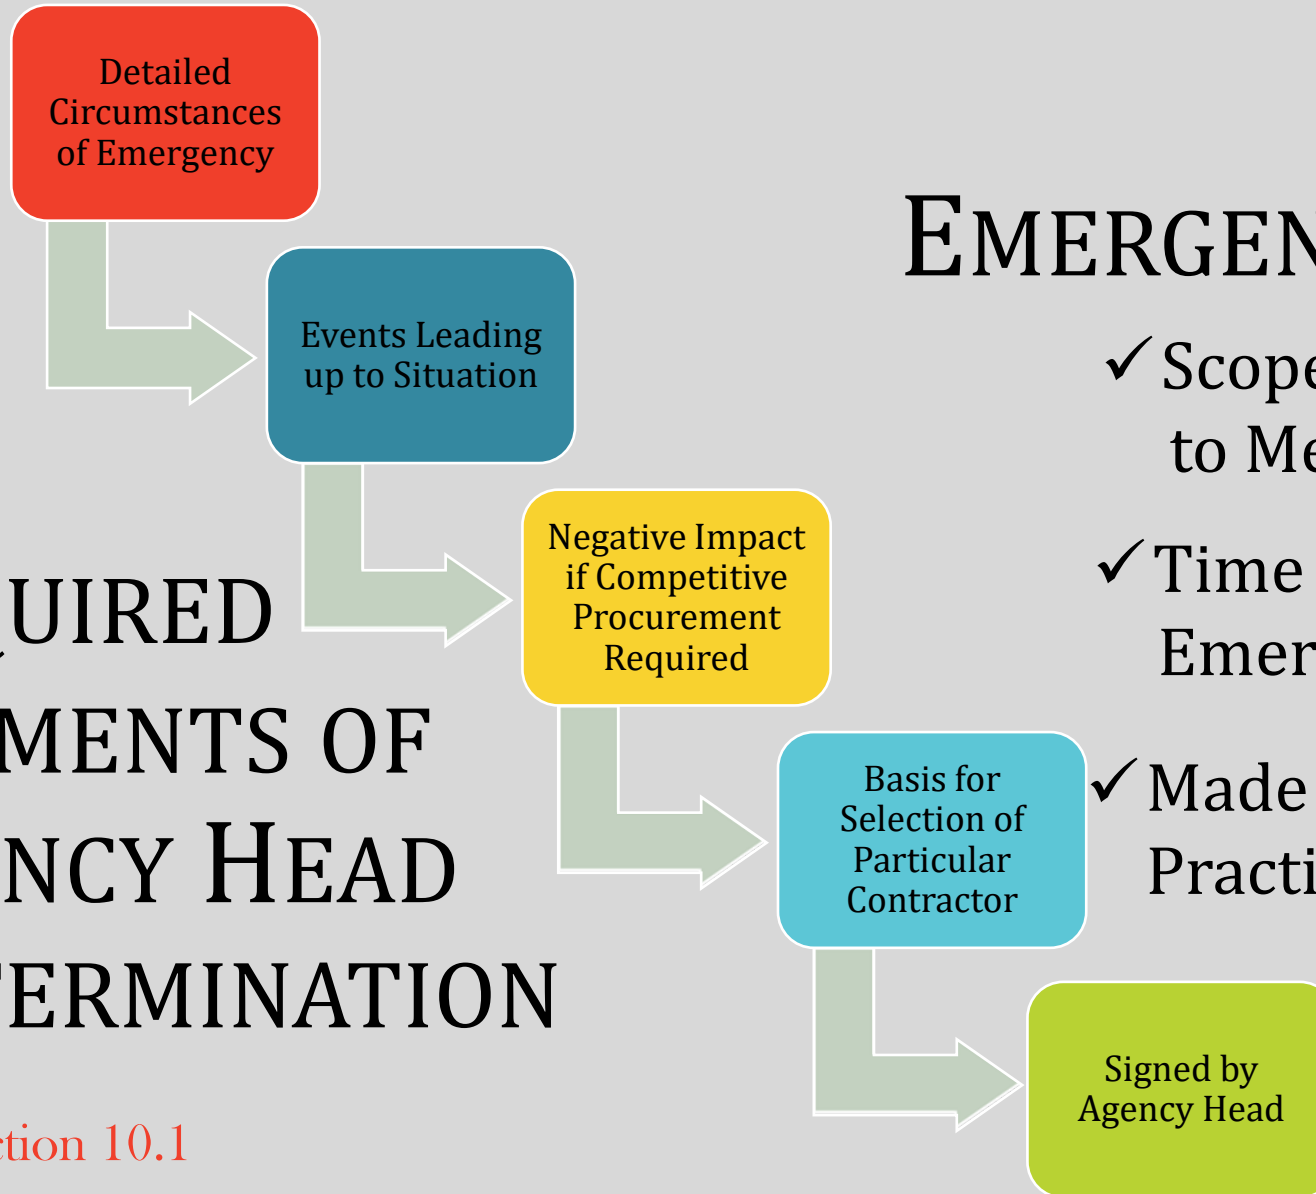 Detailed
Circumstances
of Emergency
Events Leading
up to Situation
Negative Impact
if Competitive
Procurement
Required
Basis for
Selection of
Particular
Contractor
Signed by
Agency Head
UIRED
MENTS OF
NCY HEAD
TERMINATION
ction 10.1
EMERGEN
✓Scope
to Me
✓Time
Emer
✓Made
Practi